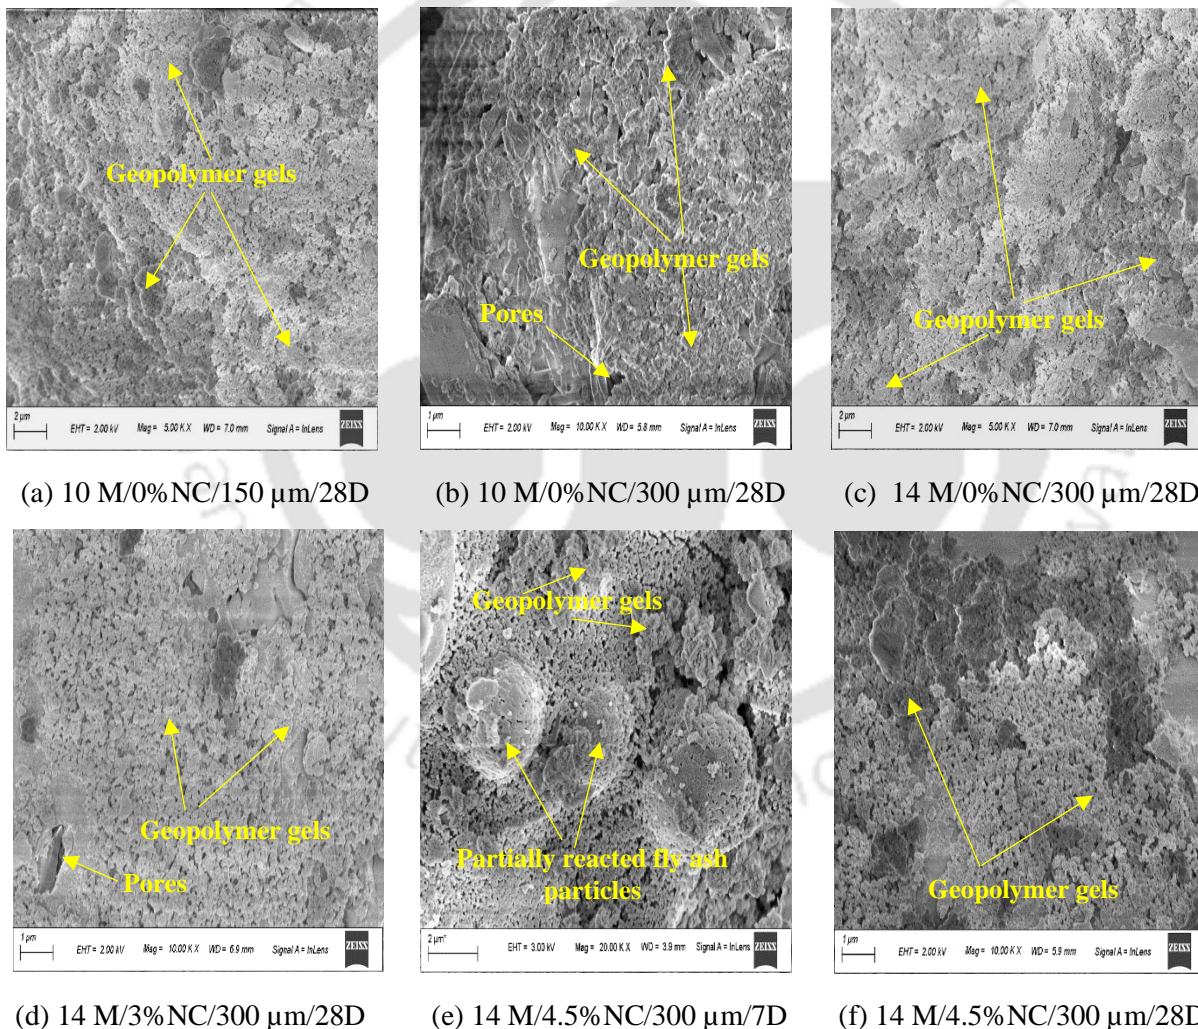 Geopolymer gels
2 µm
EHT = 2.00 kV Mag = 5.00 K X WD = 7.0 mm Signal A = InLens ZEISS
(a) 10 M/0%NC/150 µm/28D
Geopolymer gels
Pores
1 µm
EHT = 2.00 kV Mag = 10.00 K X WD = 5.8 mm Signal A = InLens ZEISS
(b) 10 M/0%NC/300 µm/28D
Geopolymer gels
2 µm
EHT = 2.00 kV Mag = 5.00 K X WD = 7.0 mm Signal A = InLens ZEISS
(c) 14 M/0%NC/300 µm/28D
Geopolymer gels
Pores
1 µm
EHT = 2.00 kV Mag = 10.00 K X WD = 6.9 mm Signal A = InLens ZEISS
(d) 14 M/3%NC/300 µm/28D
Geopolymer gels
Partially reacted fly ash
particles
2 µm
EHT = 3.00 kV Mag = 20.00 K X WD = 3.9 mm Signal A = InLens ZEISS
(e) 14 M/4.5%NC/300 µm/7D
Geopolymer gels
1 µm
EHT = 2.00 kV Mag = 10.00 K X WD = 5.9 mm Signal A = InLens ZEISS
(f) 14 M/4.5%NC/300 µm/28D